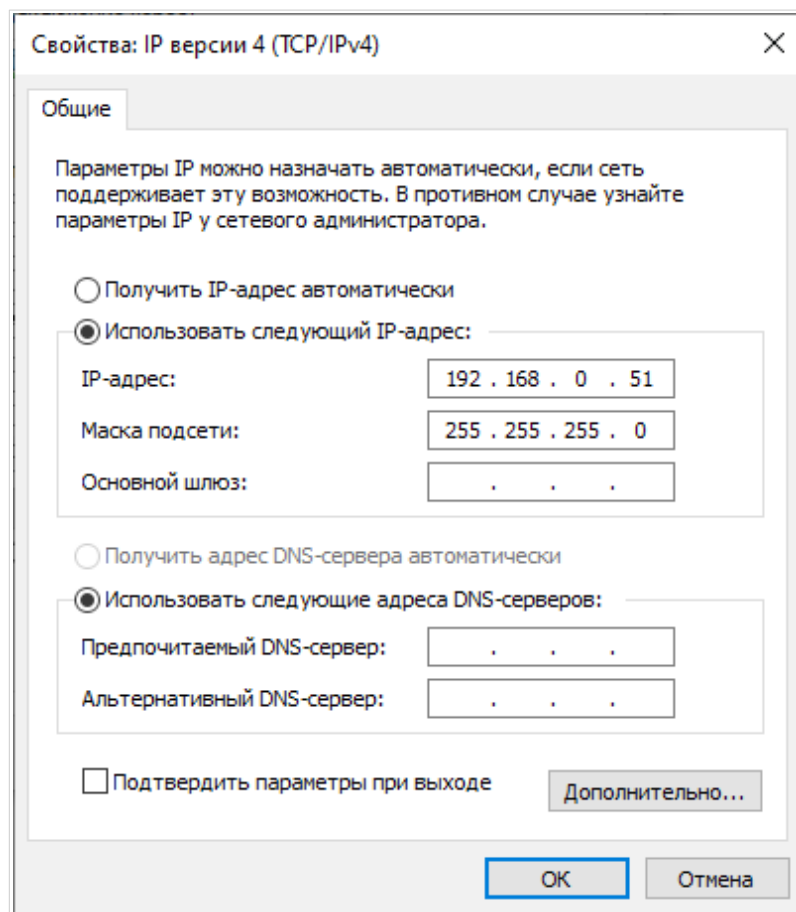 Свойства: IP версии 4 (TCP/IPv4)
Общие
Параметры IP можно назначать автоматически, если сеть
поддерживает эту возможность. В противном случае узнайте
параметры IP у сетевого администратора.
Получить IP-адрес автоматически
Использовать следующий IP-адрес:
IP-адрес: 192 . 168 . 0 . 51
Маска подсети: 255 . 255 . 255 . 0
Основной шлюз: . . .
Получить адрес DNS-сервера автоматически
Использовать следующие адреса DNS-серверов:
Предпочитаемый DNS-сервер: . . .
Альтернативный DNS-сервер: . . .
Подтвердить параметры при выходе
Дополнительно...
ОК Отмена